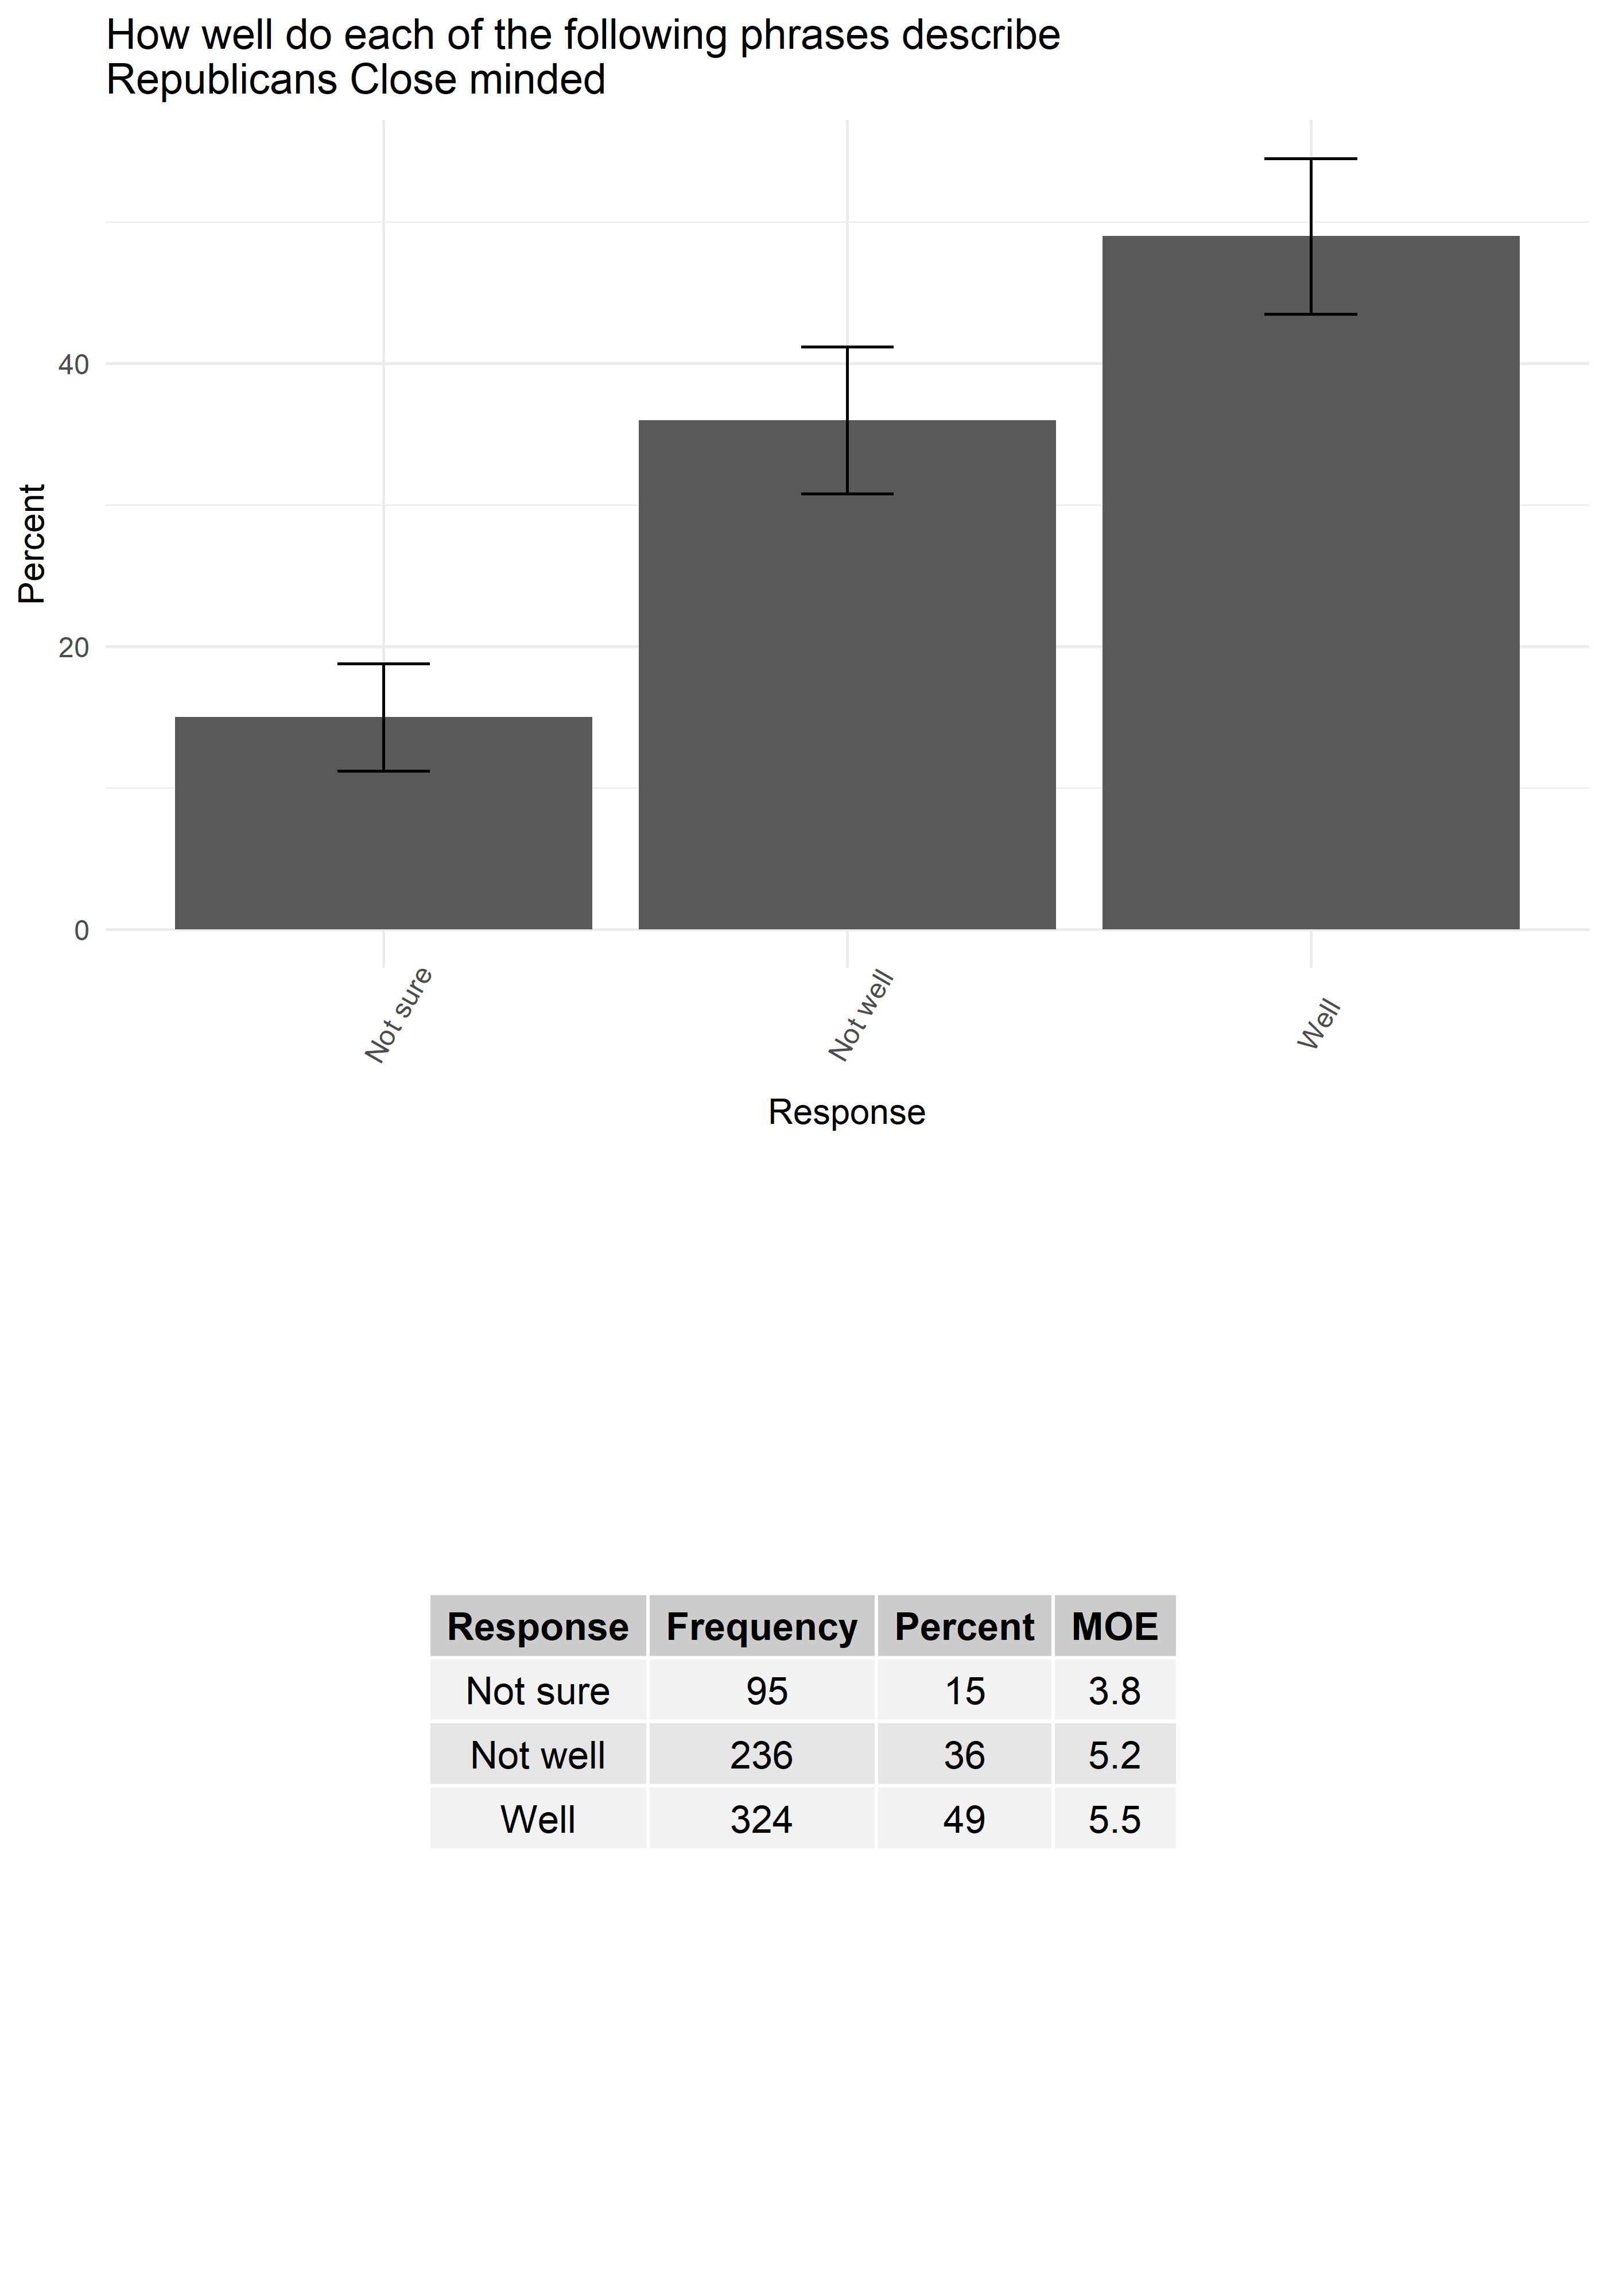 How well do each of the following phrases describe
Republicans Close minded
Percent
40
20
0
Not sure
Not well
Well
Response
Response Frequency Percent MOE
Not sure 95 15 3.8
Not well 236 36 5.2
Well 324 49 5.5